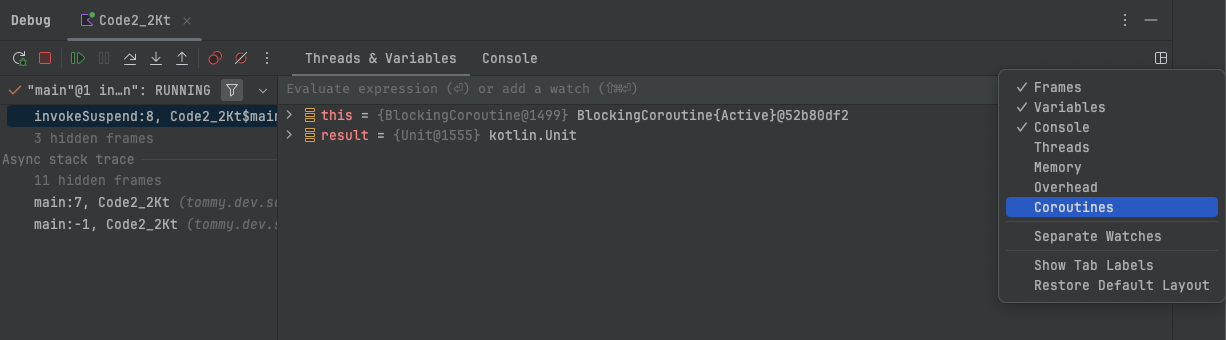 Debug Code2_2Kt
Threads & Variables Console
"main"@1 in…n": RUNNING
Evaluate expression (⏎) or add a watch (⇧⌘⏎)
invokeSuspend:8, Code2_2Kt$mai
3 hidden frames
Async stack trace
11 hidden frames
main:7, Code2_2Kt (tommy.dev.s
main:-1, Code2_2Kt (tommy.dev.s
this = {BlockingCoroutine@1499} BlockingCoroutine{Active}@52b80df2
result = {Unit@1555} kotlin.Unit
Frames
Variables
Console
Threads
Memory
Overhead
Coroutines
Separate Watches
Show Tab Labels
Restore Default Layout